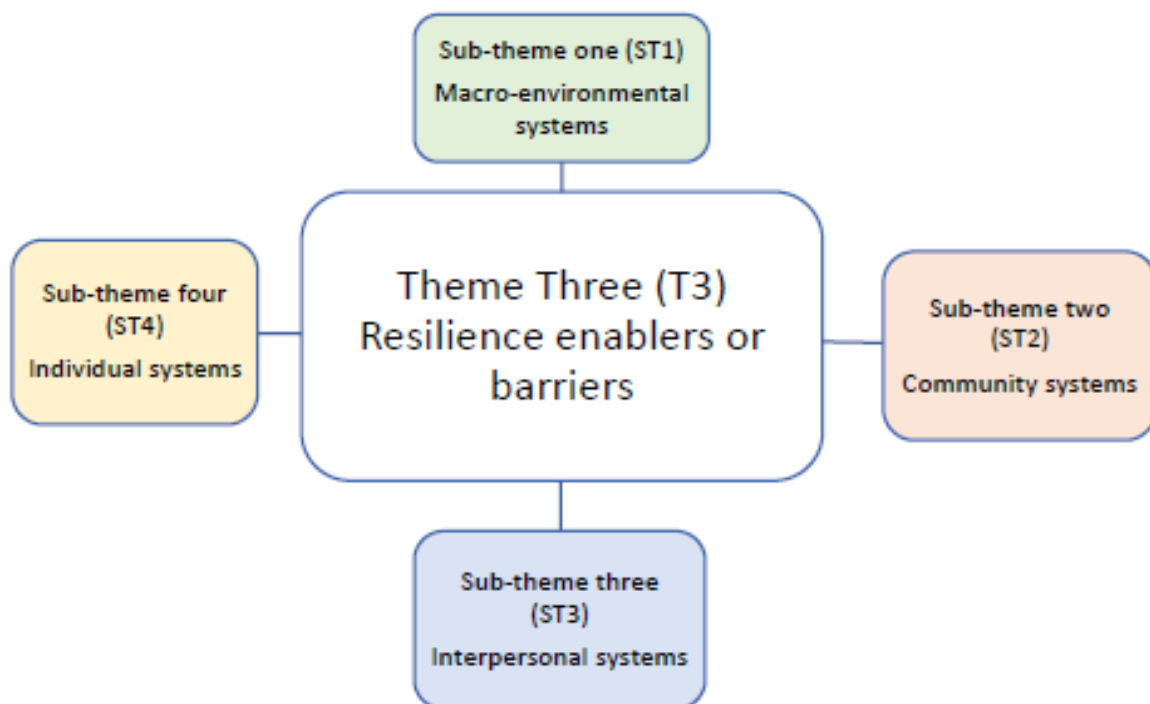 Sub-theme one (ST1)
Macro-environmental
systems
Theme Three (T3)
Resilience enablers or
barriers
Sub-theme four
(ST4)
Individual systems
Sub-theme two
(ST2)
Community systems
Sub-theme three
(ST3)
Interpersonal systems